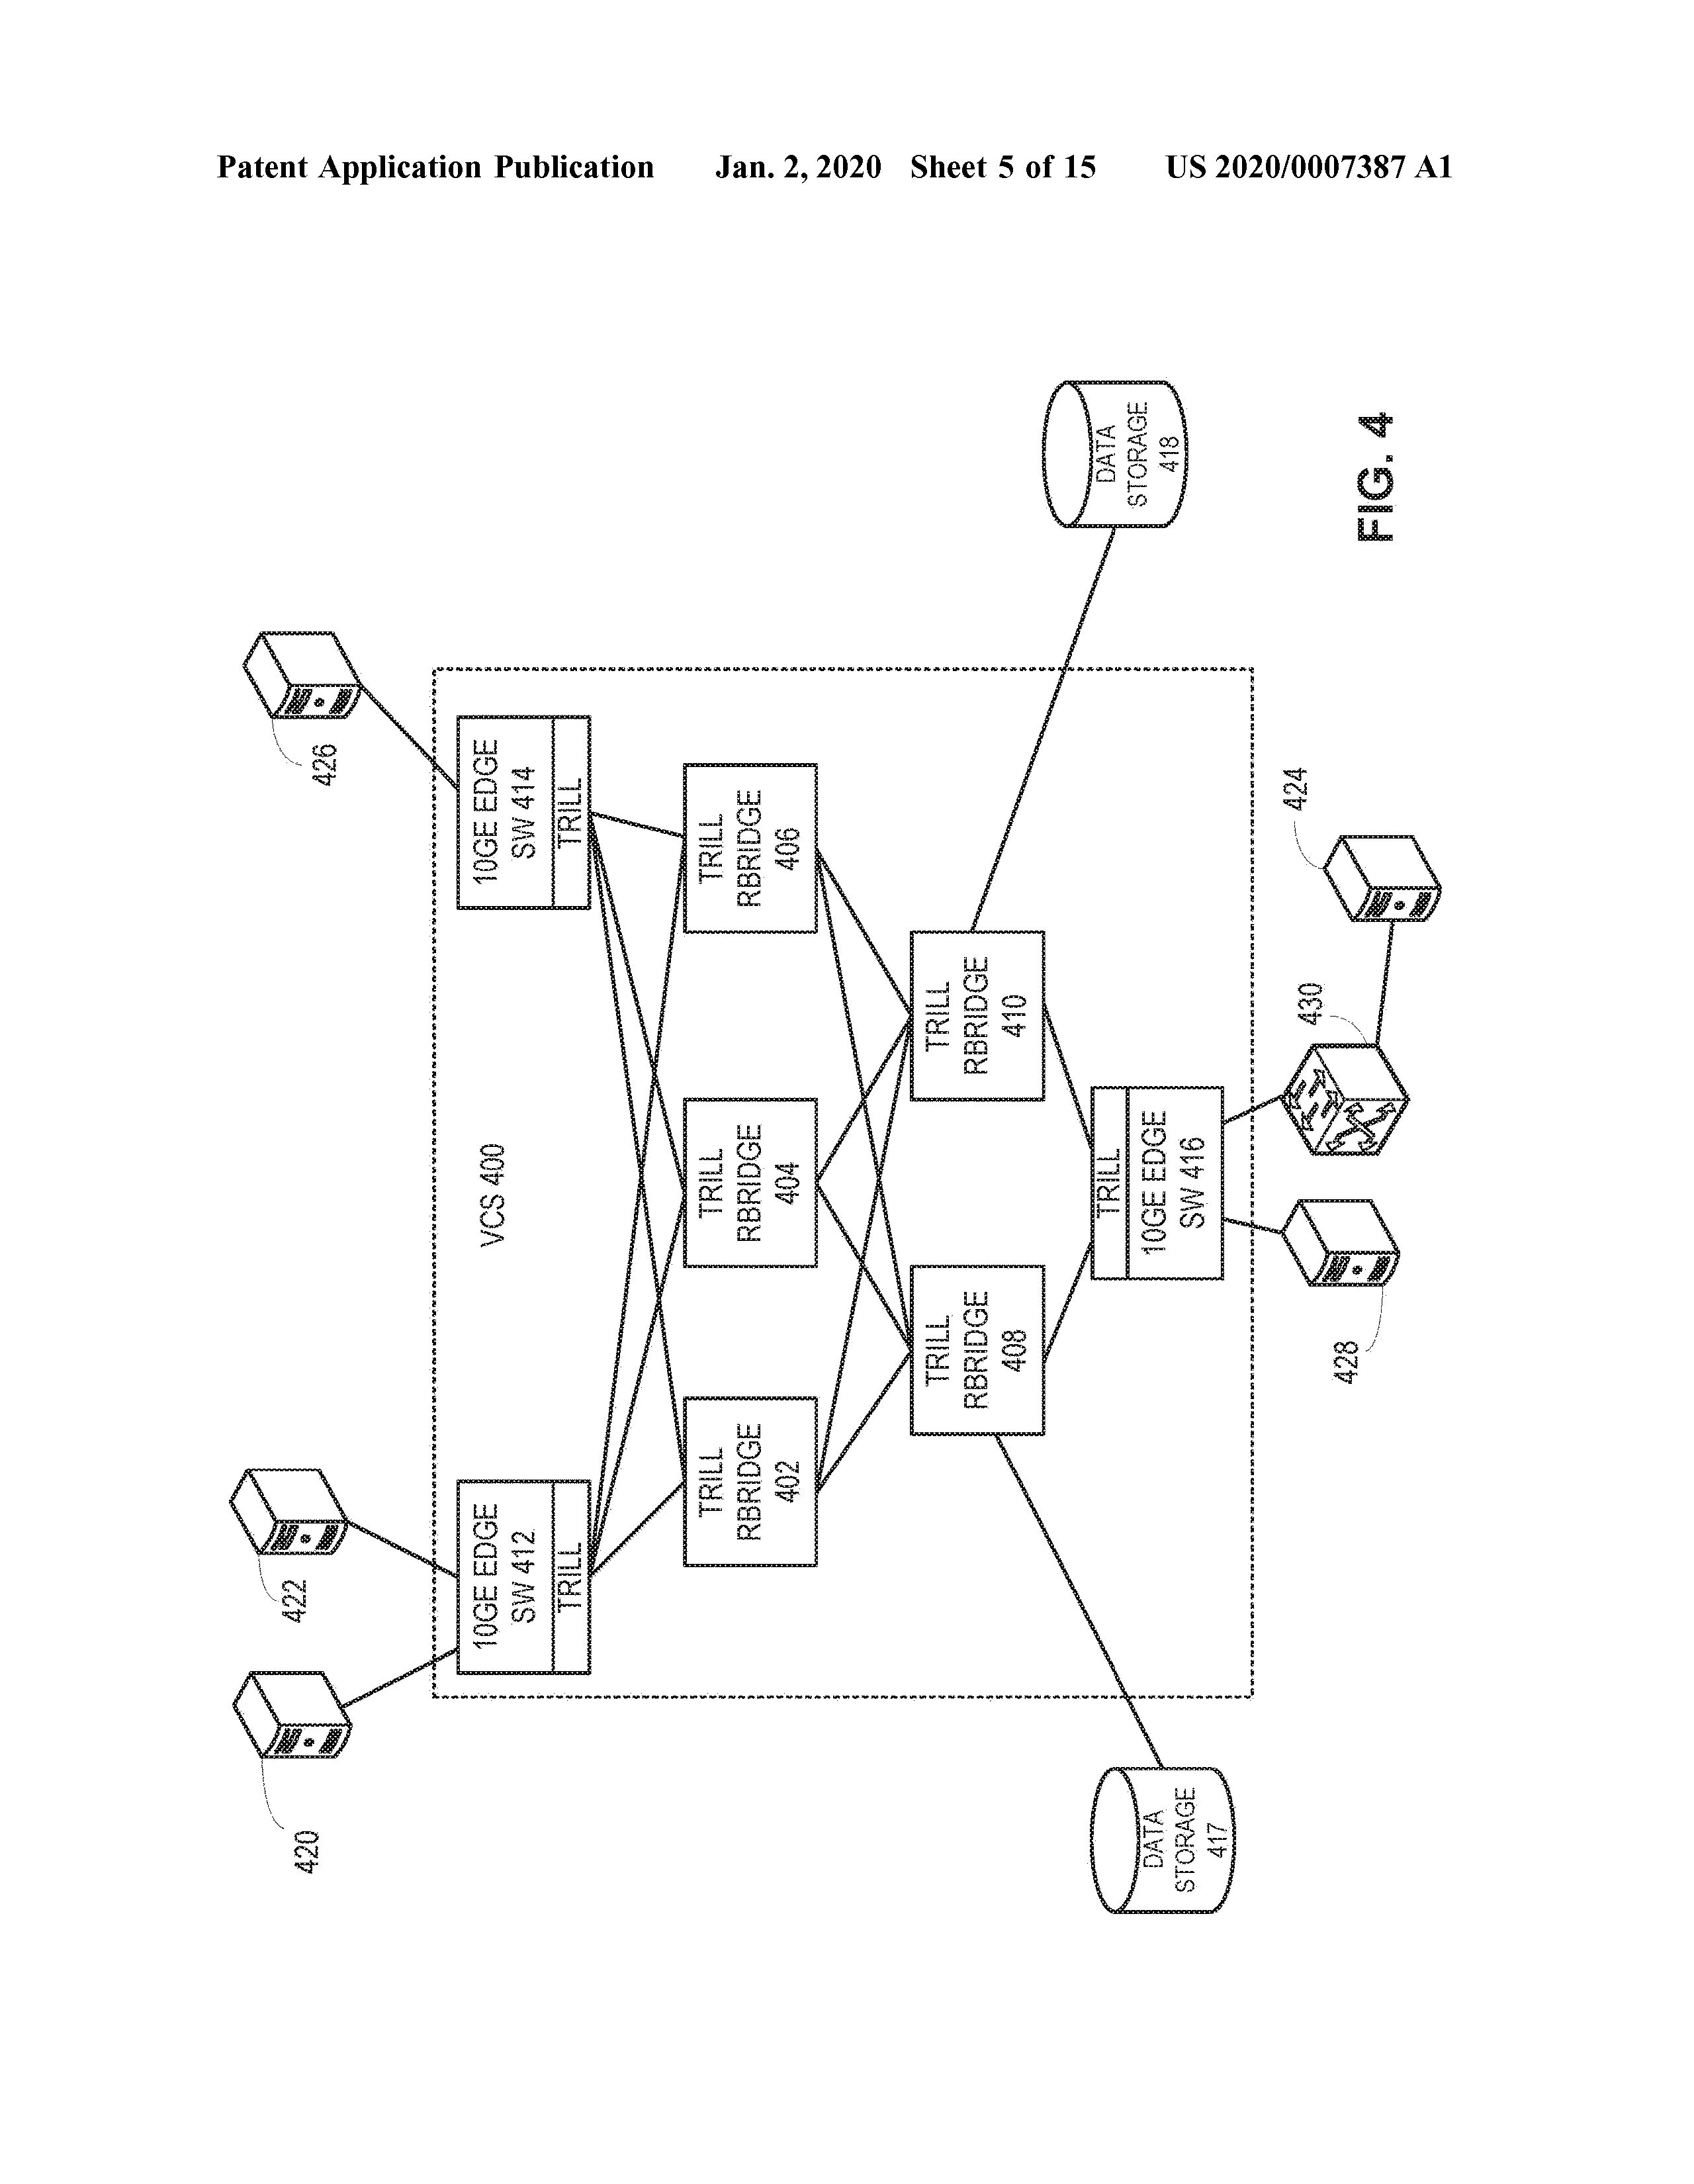 Patent Application Publication Jan. 2, 2020 Sheet 5 of 15 US 2020/0007387 A1
420
422
426
VCS 400
10GE EDGE
SW 412
TRILL
10GE EDGE
SW 414
TRILL
TRILL
RBRIDGE
402
TRILL
RBRIDGE
404
TRILL
RBRIDGE
406
TRILL
RBRIDGE
408
TRILL
RBRIDGE
410
DATA
STORAGE
417
DATA
STORAGE
418
TRILL
10GE EDGE
SW 416
428
430
424
FIG. 4